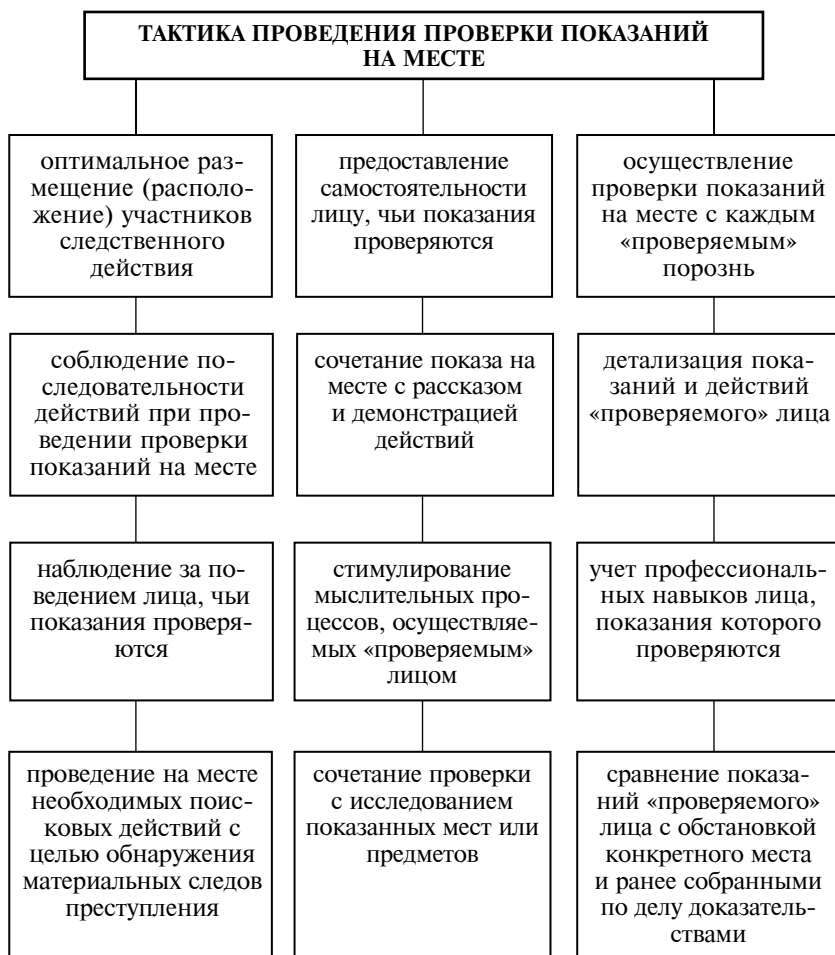 ТАКТИКА ПРОВЕДЕНИЯ ПРОВЕРКИ ПОКАЗАНИЙ
НА МЕСТЕ
оптимальное раз-
мещение (располо-
жение) участников
следственного
действия
предоставление
самостоятельности
лицу, чьи показания
проверяются
осуществление
проверки показаний
на месте с каждым
«проверяемым»
порознь
соблюдение по-
следовательности
действий при про-
ведении проверки
показаний на месте
сочетание показа на
месте с рассказом
и демонстрацией
действий
детализация пока-
заний и действий
«проверяемого» лица
наблюдение за по-
ведением лица, чьи
показания проверя-
ются
стимулирование
мыслительных про-
цессов, осуществляе-
мых «проверяемым»
лицом
учет профессиональ-
ных навыков лица,
показания которого
проверяются
проведение на месте
необходимых поис-
ковых действий с
целью обнаружения
материальных следов
преступления
сочетание проверки
с исследованием
показанных мест или
предметов
сравнение показа-
ний «проверяемого»
лица с обстановкой
конкретного места
и ранее собранными
по делу доказатель-
ствами